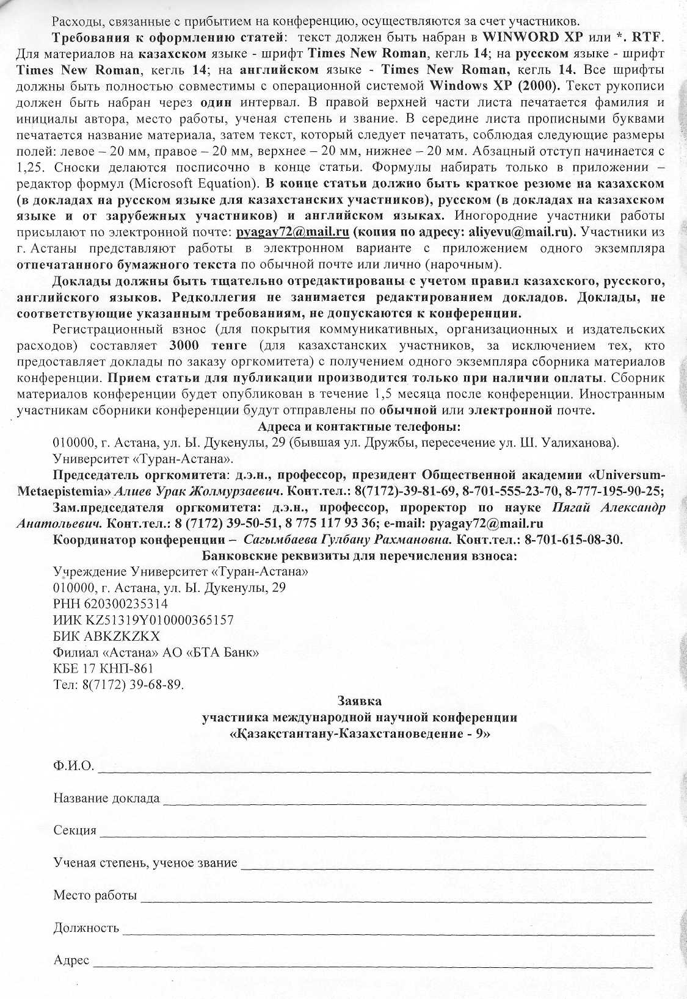 Расходы, связанные с прибытием на конференцию, осуществляются за счет участников.
Требования к оформлению статей: текст должен быть набран в WINWORD XP или *. RTF.
Для материалов на казахском языке - шрифт Times New Roman, кегль 14; на русском языке - шрифт
Times New Roman, кегль 14; на английском языке - Times New Roman, кегль 14. Все шрифты
должны быть полностью совместимы с операционной системой Windows XP (2000). Текст рукописи
должен быть набран через один интервал. В правой верхней части листа печатается фамилия и
инициалы автора, место работы, ученая степень и звание. В середине листа прописными буквами
печатается название материала, затем текст, который следует печатать, соблюдая следующие размеры
полей: левое – 20 мм, правое – 20 мм, верхнее – 20 мм, нижнее – 20 мм. Абзацный отступ начинается с
1,25. Сноски делаются посписочно в конце статьи. Формулы набирать только в приложении –
редактор формул (Microsoft Equation). В конце статьи должно быть краткое резюме на казахском
(в докладах на русском языке для казахстанских участников), русском (в докладах на казахском
языке и от зарубежных участников) и английском языках. Иногородние участники работы
присылают по электронной почте: pyagay72@mail.ru (копия по адресу: aliyevu@mail.ru). Участники из
г. Астаны представляют работы в электронном варианте с приложением одного экземпляра
отпечатанного бумажного текста по обычной почте или лично (нарочным).
Доклады должны быть тщательно отредактированы с учетом правил казахского, русского,
английского языков. Редколлегия не занимается редактированием докладов. Доклады, не
соответствующие указанным требованиям, не допускаются к конференции.
Регистрационный взнос (для покрытия коммуникативных, организационных и издательских
расходов) составляет 3000 тенге (для казахстанских участников, за исключением тех, кто
предоставляет доклады по заказу оргкомитета) с получением одного экземпляра сборника материалов
конференции. Прием статьи для публикации производится только при наличии оплаты. Сборник
материалов конференции будет опубликован в течение 1,5 месяца после конференции. Иностранным
участникам сборники конференции будут отправлены по обычной или электронной почте.
Адреса и контактные телефоны:
010000, г. Астана, ул. Ы. Дукенулы, 29 (бывшая ул. Дружбы, пересечение ул. Ш. Уалиханова).
Университет «Туран-Астана».
Председатель оргкомитета: д.э.н., профессор, президент Общественной академии «Universum-
Metaepistemia» Алиев Урак Жолмурзаевич. Конт.тел.: 8(7172)-39-81-69, 8-701-555-23-70, 8-777-195-90-25;
Зам.председателя оргкомитета: д.э.н., профессор, проректор по науке Пягай Александр
Анатольевич. Конт.тел.: 8 (7172) 39-50-51, 8 775 117 93 36; e-mail: pyagay72@mail.ru
Координатор конференции – Сагымбаева Гулбану Рахмановна. Конт.тел.: 8-701-615-08-30.
Банковские реквизиты для перечисления взноса:
Учреждение Университет «Туран-Астана»
010000, г. Астана, ул. Ы. Дукенулы, 29
РНН 620300235314
ИИК KZ51319Y010000365157
БИК ABKZKZKX
Филиал «Астана» АО «БТА Банк»
КБЕ 17 КНП-861
Тел: 8(7172) 39-68-89.
Заявка
участника международной научной конференции
«Қазақстантану-Казахстановедение - 9»
Ф.И.О.
Название доклада
Секция
Ученая степень, ученое звание
Место работы
Должность
Адрес